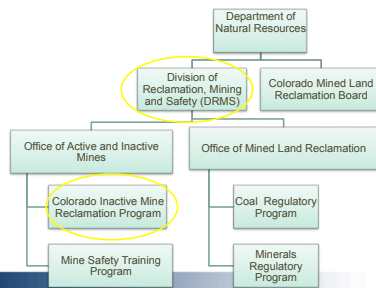 Department of
Natural Resources
Division of
Reclamation, Mining
and Safety (DRMS)
Colorado Mined Land
Reclamation Board
Office of Active and Inactive
Mines
Office of Mined Land Reclamation
Colorado Inactive Mine
Reclamation Program
Coal Regulatory
Program
Mine Safety Training
Program
Minerals
Regulatory Program